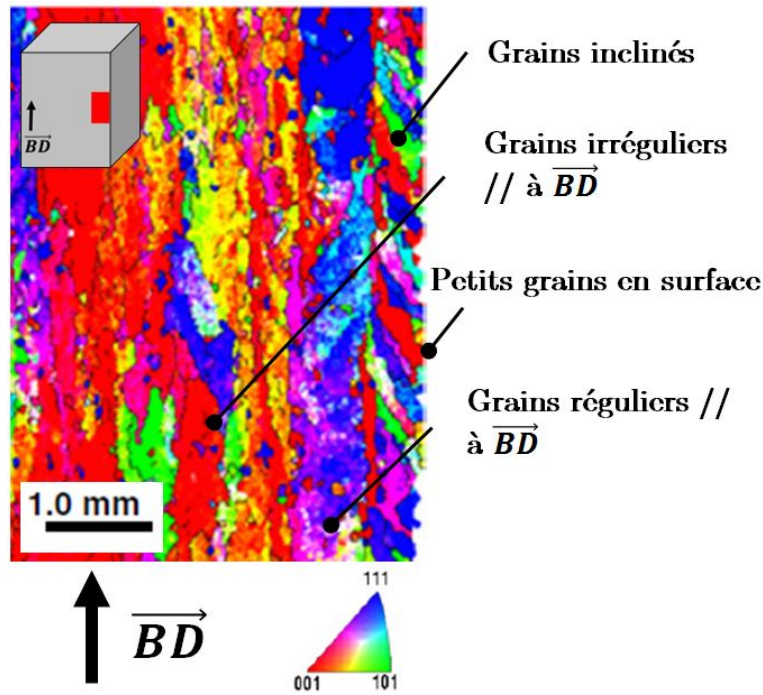 Grains inclinés
Grains irréguliers
// à BD
Petits grains en surface
Grains réguliers //
à BD
BD
1.0 mm
BD
111
001 101